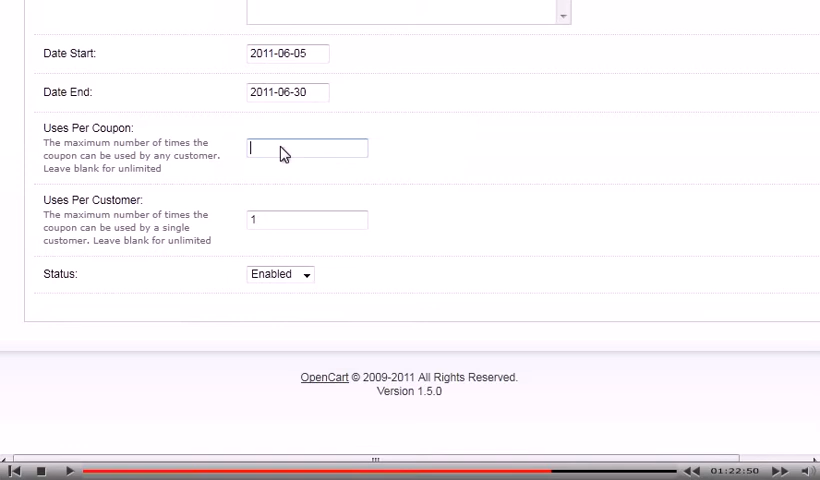 Date Start: 2011-06-05
Date End: 2011-06-30
Uses Per Coupon:
The maximum number of times the
coupon can be used by any customer.
Leave blank for unlimited
Uses Per Customer:
The maximum number of times the
coupon can be used by a single
customer. Leave blank for unlimited
1
Status: Enabled
OpenCart © 2009-2011 All Rights Reserved.
Version 1.5.0
01:22:50